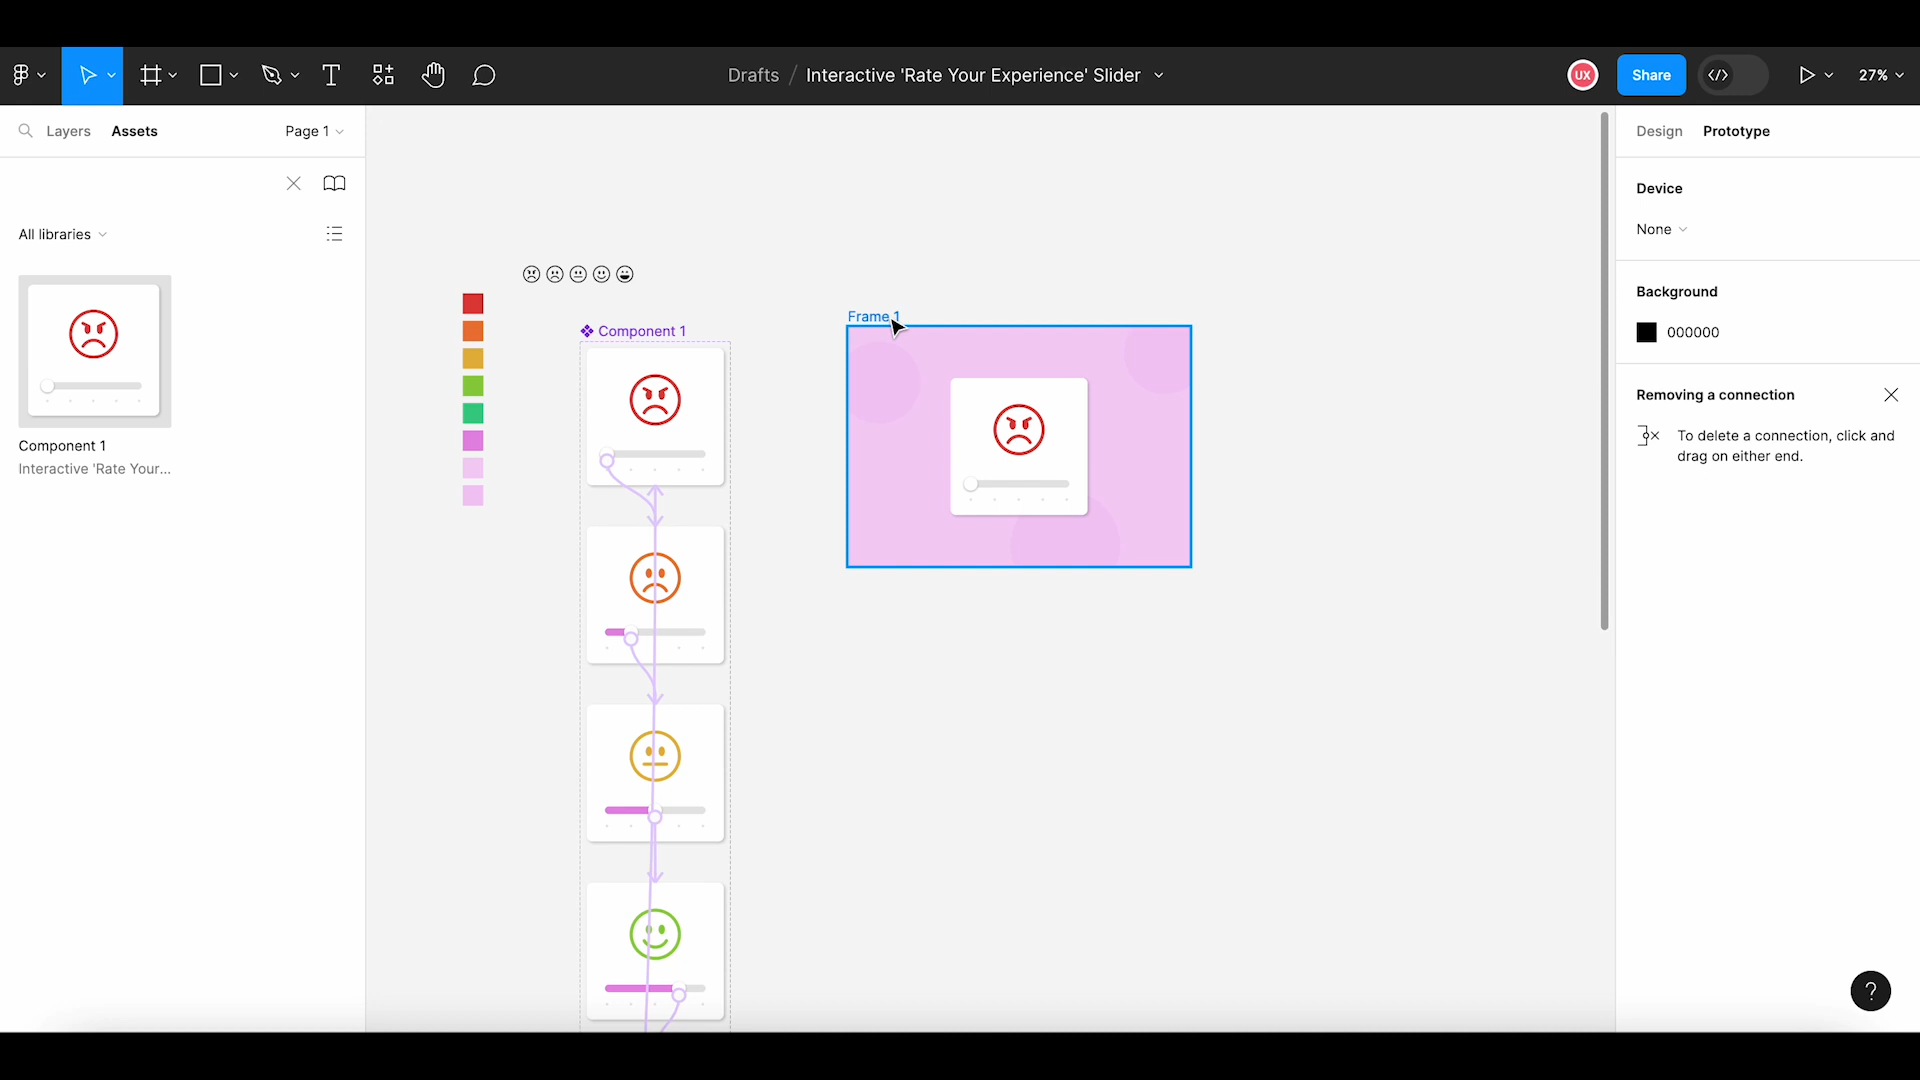 Drafts / Interactive 'Rate Your Experience' Slider
UX
Share
27%
Layers
Assets
Page 1
All libraries
Component 1
Interactive 'Rate Your...
Component 1
Frame 1
Design
Prototype
Device
None
Background
000000
Removing a connection
To delete a connection, click and
drag on either end.
?